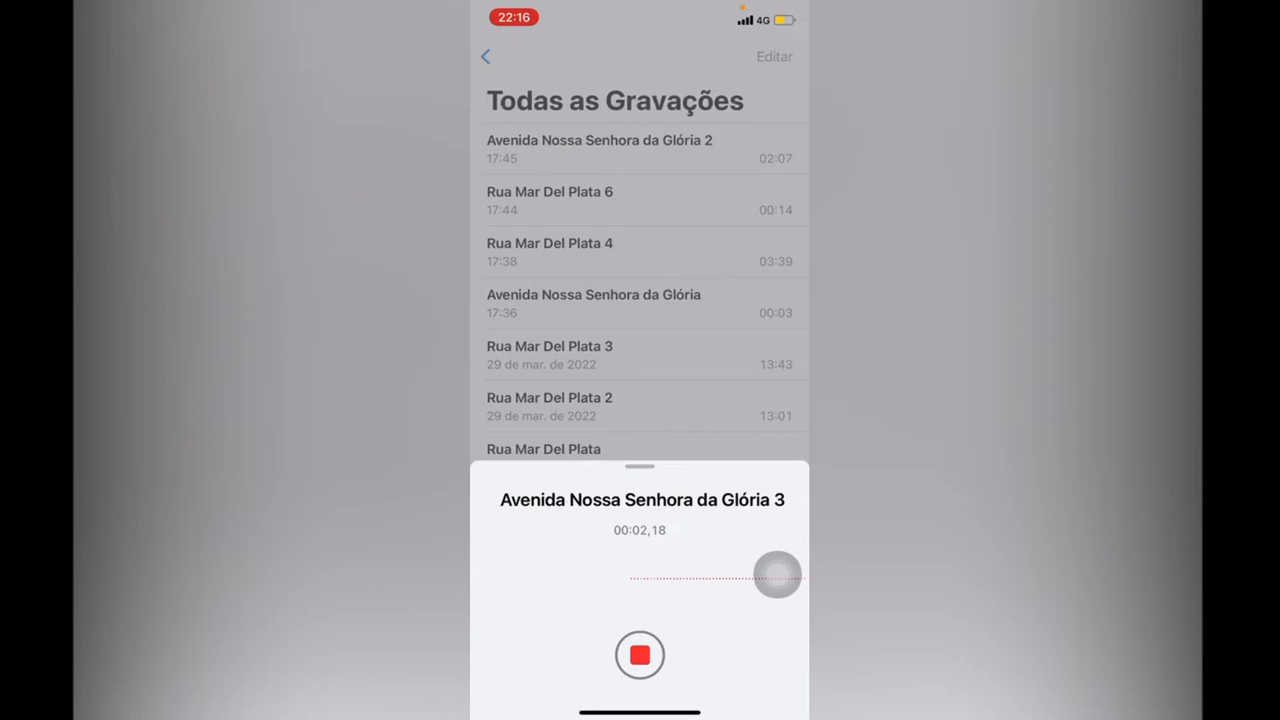 22:16
4G
Editar
Todas as Gravações
Avenida Nossa Senhora da Glória 2
17:45 02:07
Rua Mar Del Plata 6
17:44 00:14
Rua Mar Del Plata 4
17:38 03:39
Avenida Nossa Senhora da Glória
17:36 00:03
Rua Mar Del Plata 3
29 de mar. de 2022 13:43
Rua Mar Del Plata 2
29 de mar. de 2022 13:01
Rua Mar Del Plata
Avenida Nossa Senhora da Glória 3
00:02,18